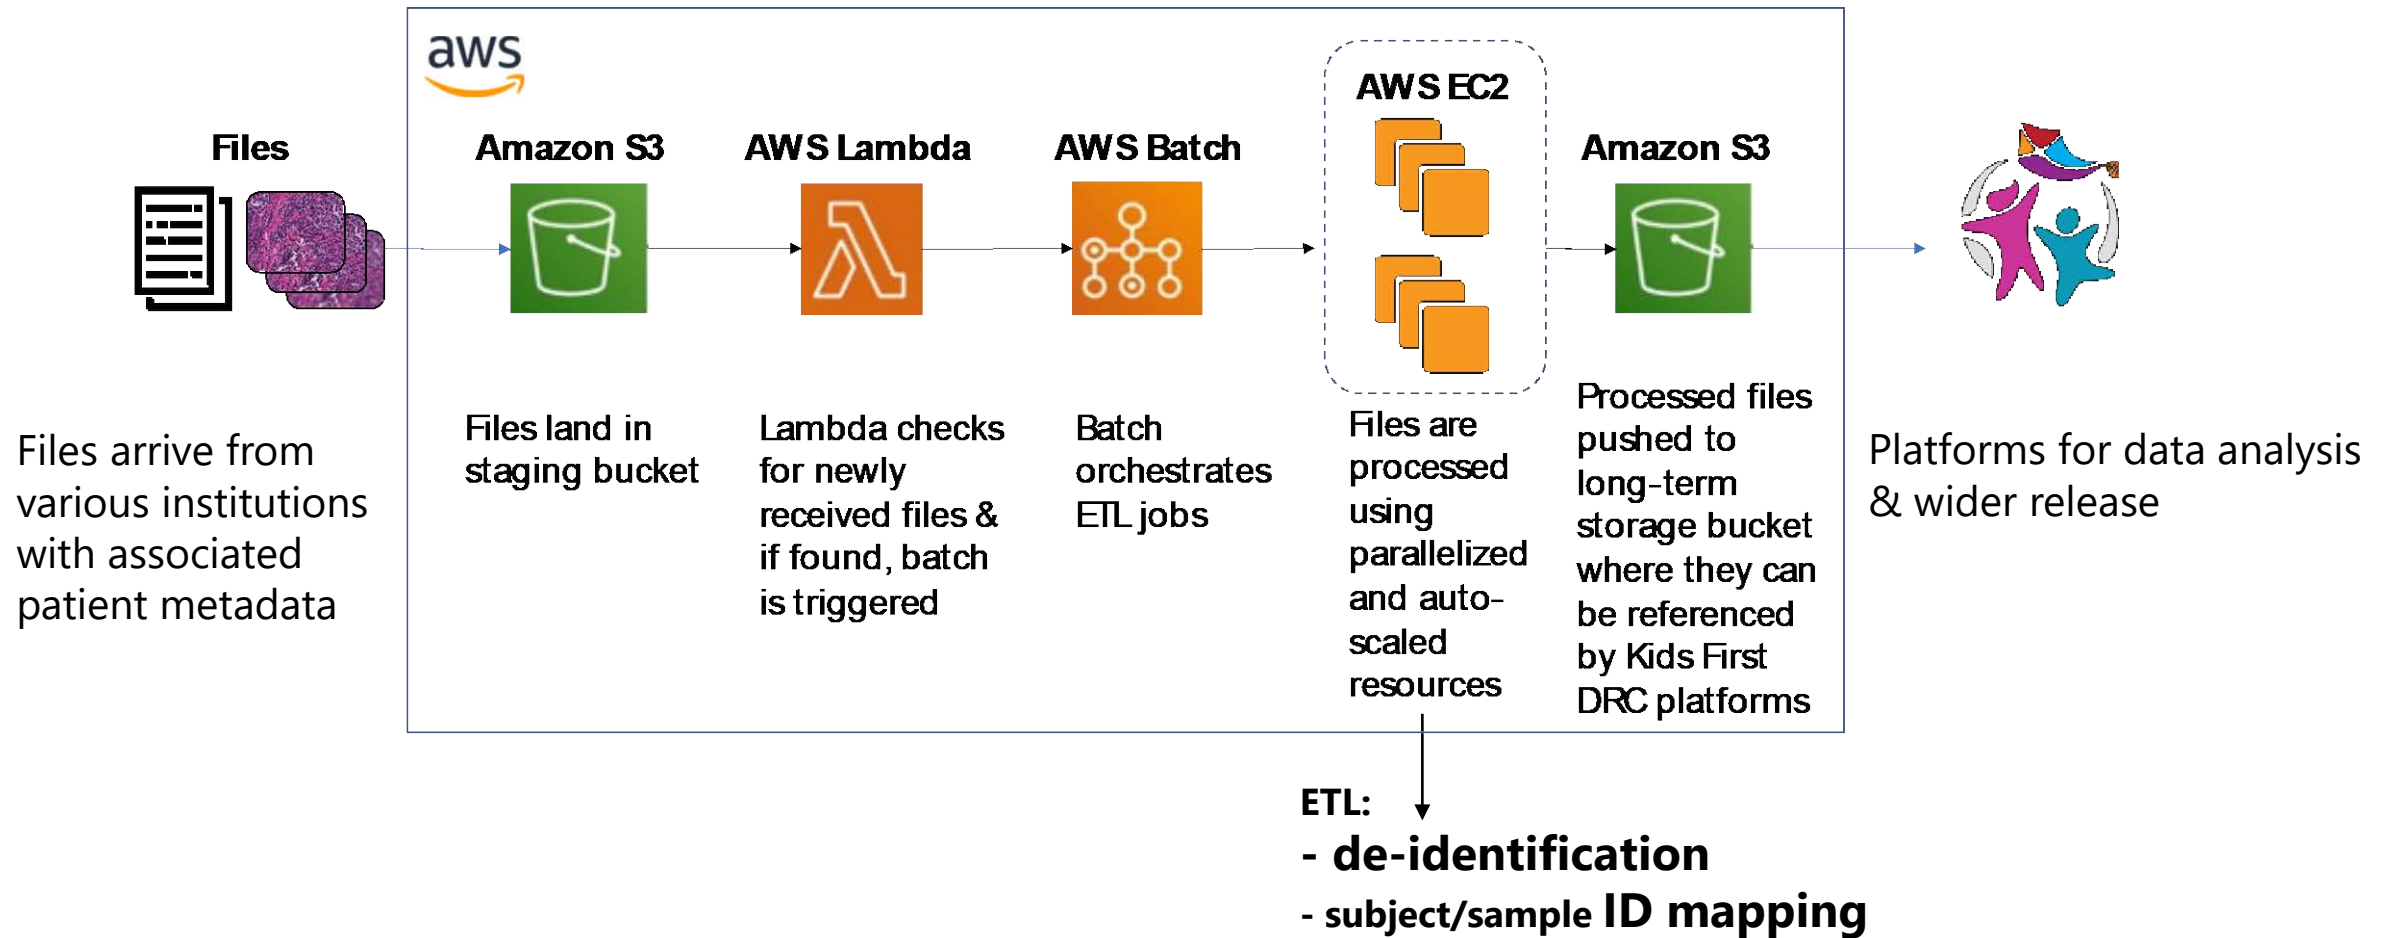 aws
Files
Amazon S3
AWS Lambda
AWS Batch
AWS EC2
Amazon S3
Files arrive from
various institutions
with associated
patient metadata
Files land in
staging bucket
Lambda checks
for newly
received files &
if found, batch
is triggered
Batch
orchestrates
ETL jobs
Files are
processed
using
parallelized
and auto-
scaled
resources
Processed files
pushed to
long-term
storage bucket
where they can
be referenced
by Kids First
DRC platforms
Platforms for data analysis
& wider release
ETL:
- de-identification
- subject/sample ID mapping